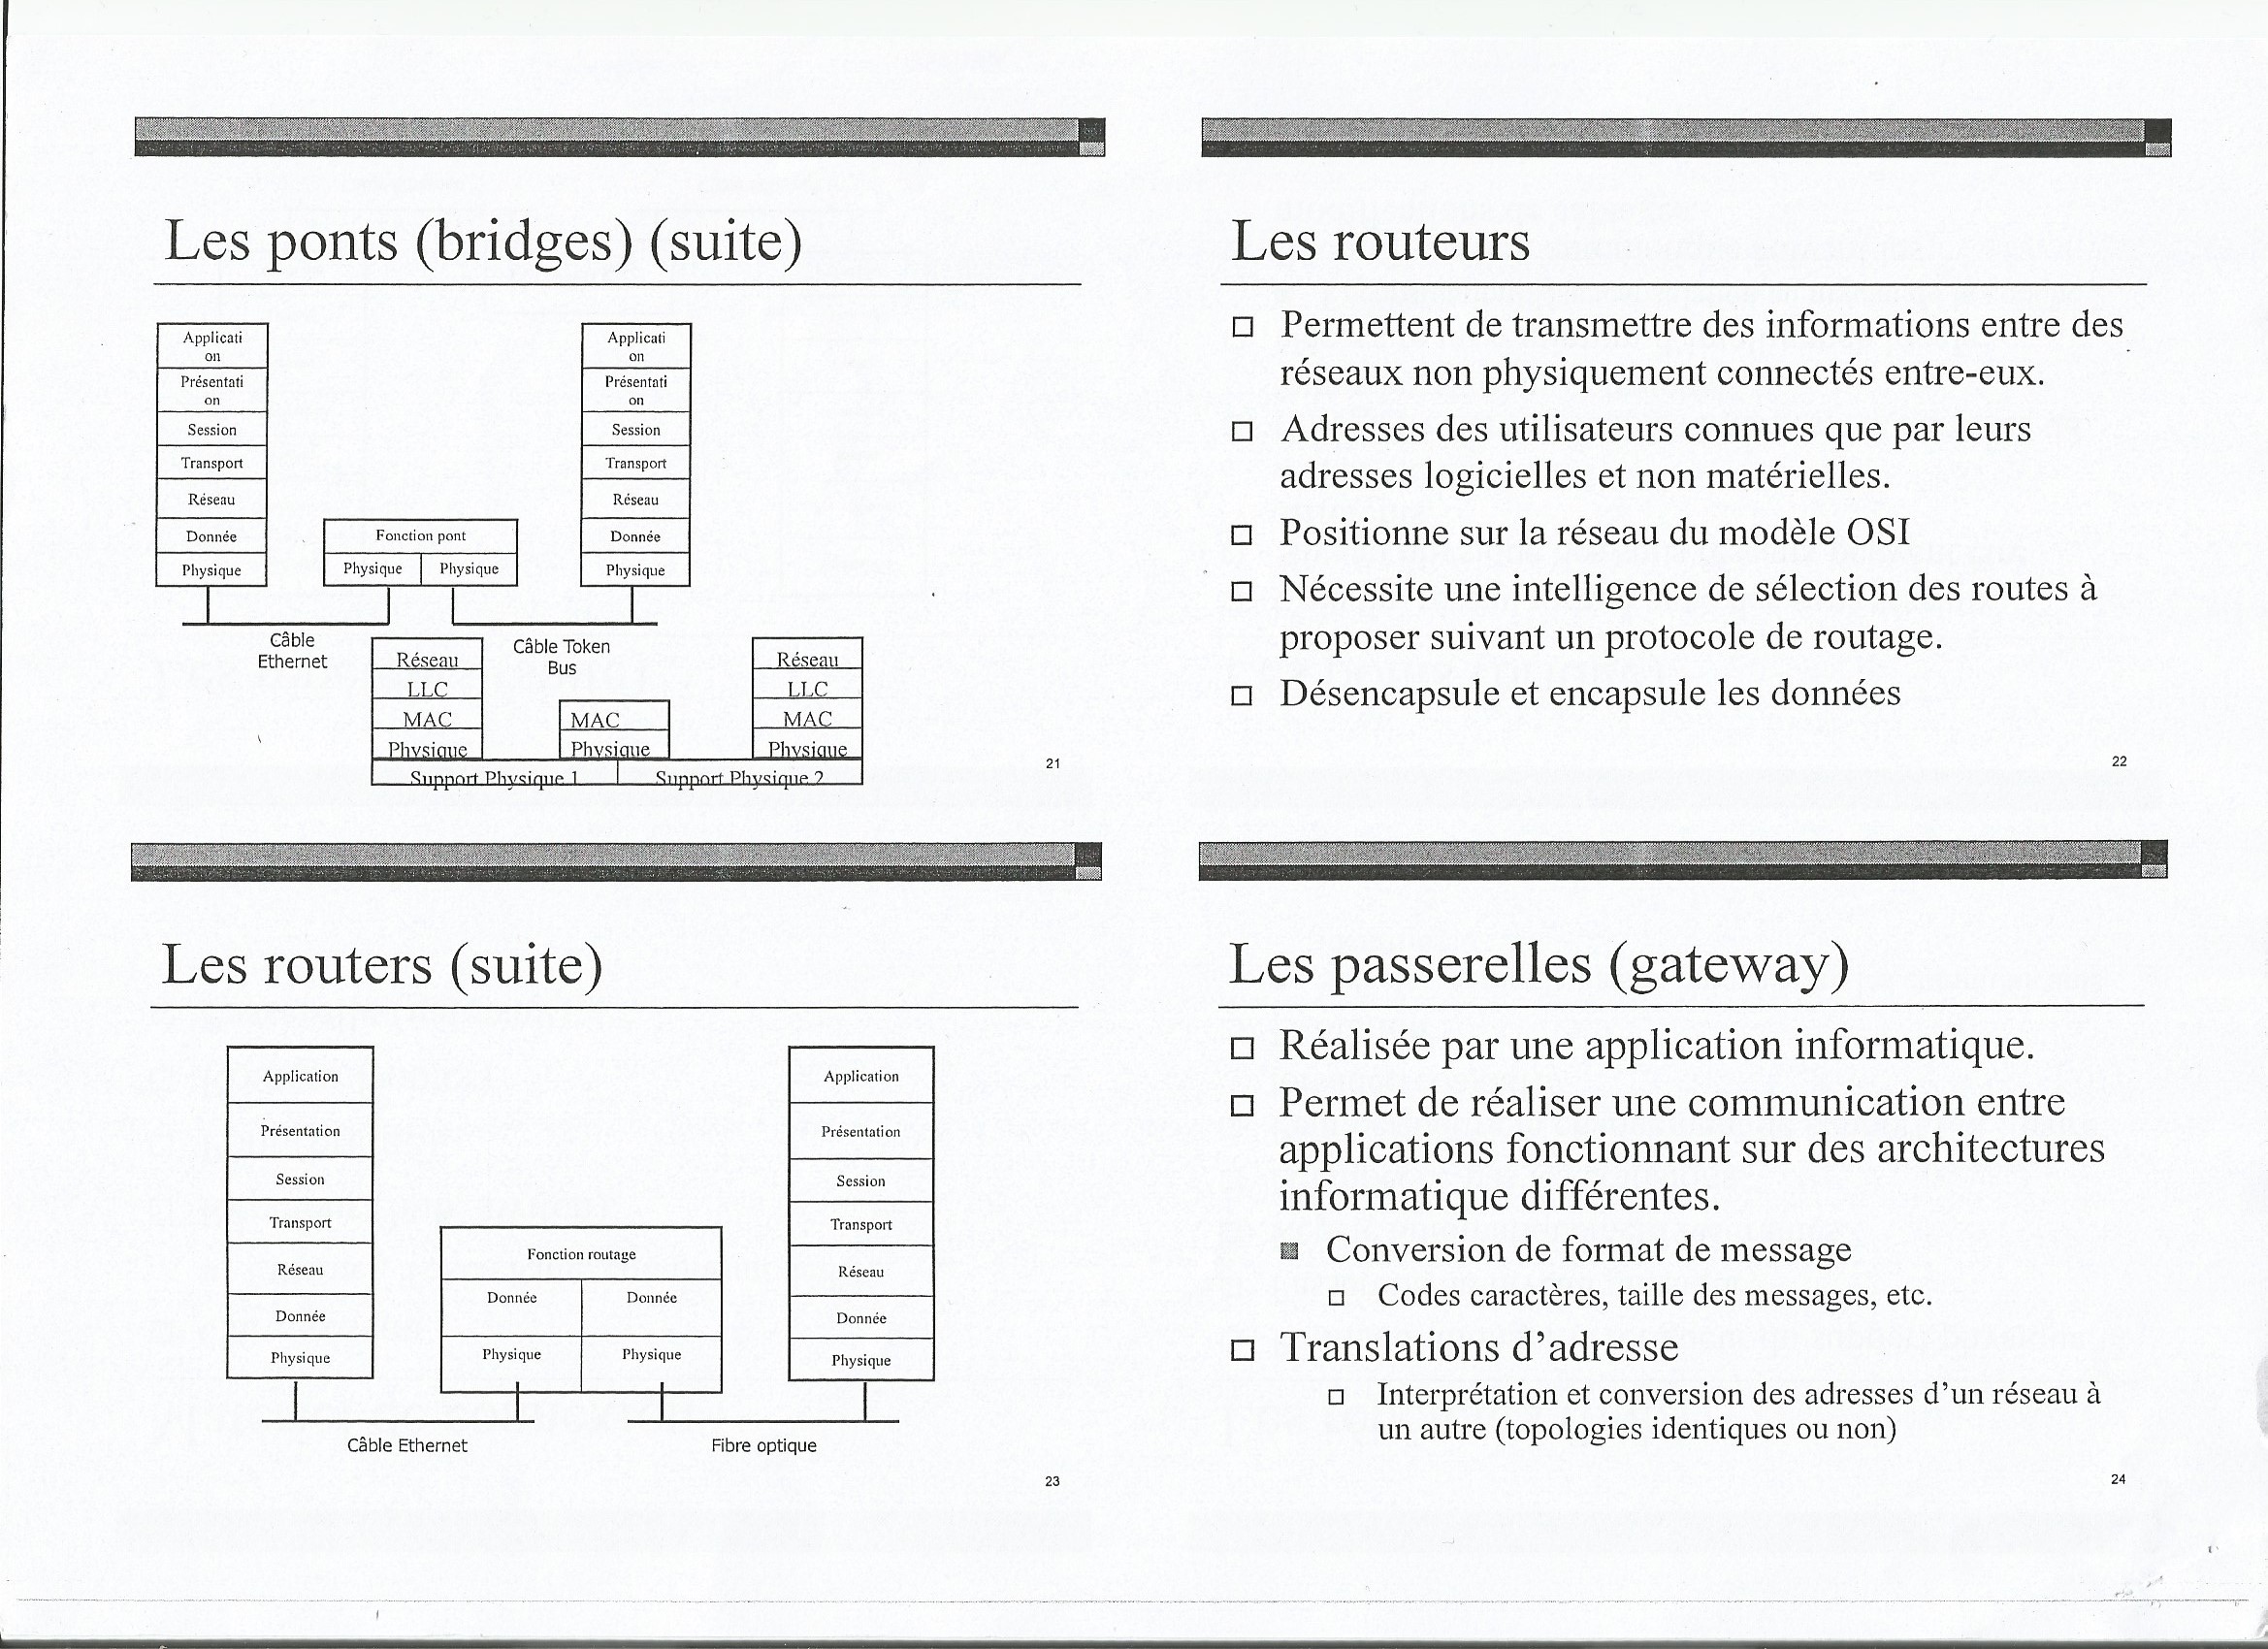 Les ponts (bridges) (suite)
Applicati
on
Présentati
on
Session
Transport
Réseau
Donnée
Physique
Fonction pont
Physique
Physique
Applicati
on
Présentati
on
Session
Transport
Réseau
Donnée
Physique
Câble
Ethernet
Câble Token
Bus
Réseau
LLC
MAC
Physique
MAC
Physique
Réseau
LLC
MAC
Physique
Support Physique 1
Support Physique 2
21
Les routeurs
Permettent de transmettre des informations entre des
réseaux non physiquement connectés entre-eux.
Adresses des utilisateurs connues que par leurs
adresses logicielles et non matérielles.
Positionne sur la réseau du modèle OSI
Nécessite une intelligence de sélection des routes à
proposer suivant un protocole de routage.
Désencapsule et encapsule les données
22
Les routers (suite)
Application
Présentation
Session
Transport
Réseau
Donnée
Physique
Fonction routage
Donnée
Donnée
Physique
Physique
Application
Présentation
Session
Transport
Réseau
Donnée
Physique
Câble Ethernet
Fibre optique
23
Les passerelles (gateway)
Réalisée par une application informatique.
Permet de réaliser une communication entre
applications fonctionnant sur des architectures
informatique différentes.
Conversion de format de message
Codes caractères, taille des messages, etc.
Translations d'adresse
Interprétation et conversion des adresses d'un réseau à
un autre (topologies identiques ou non)
24